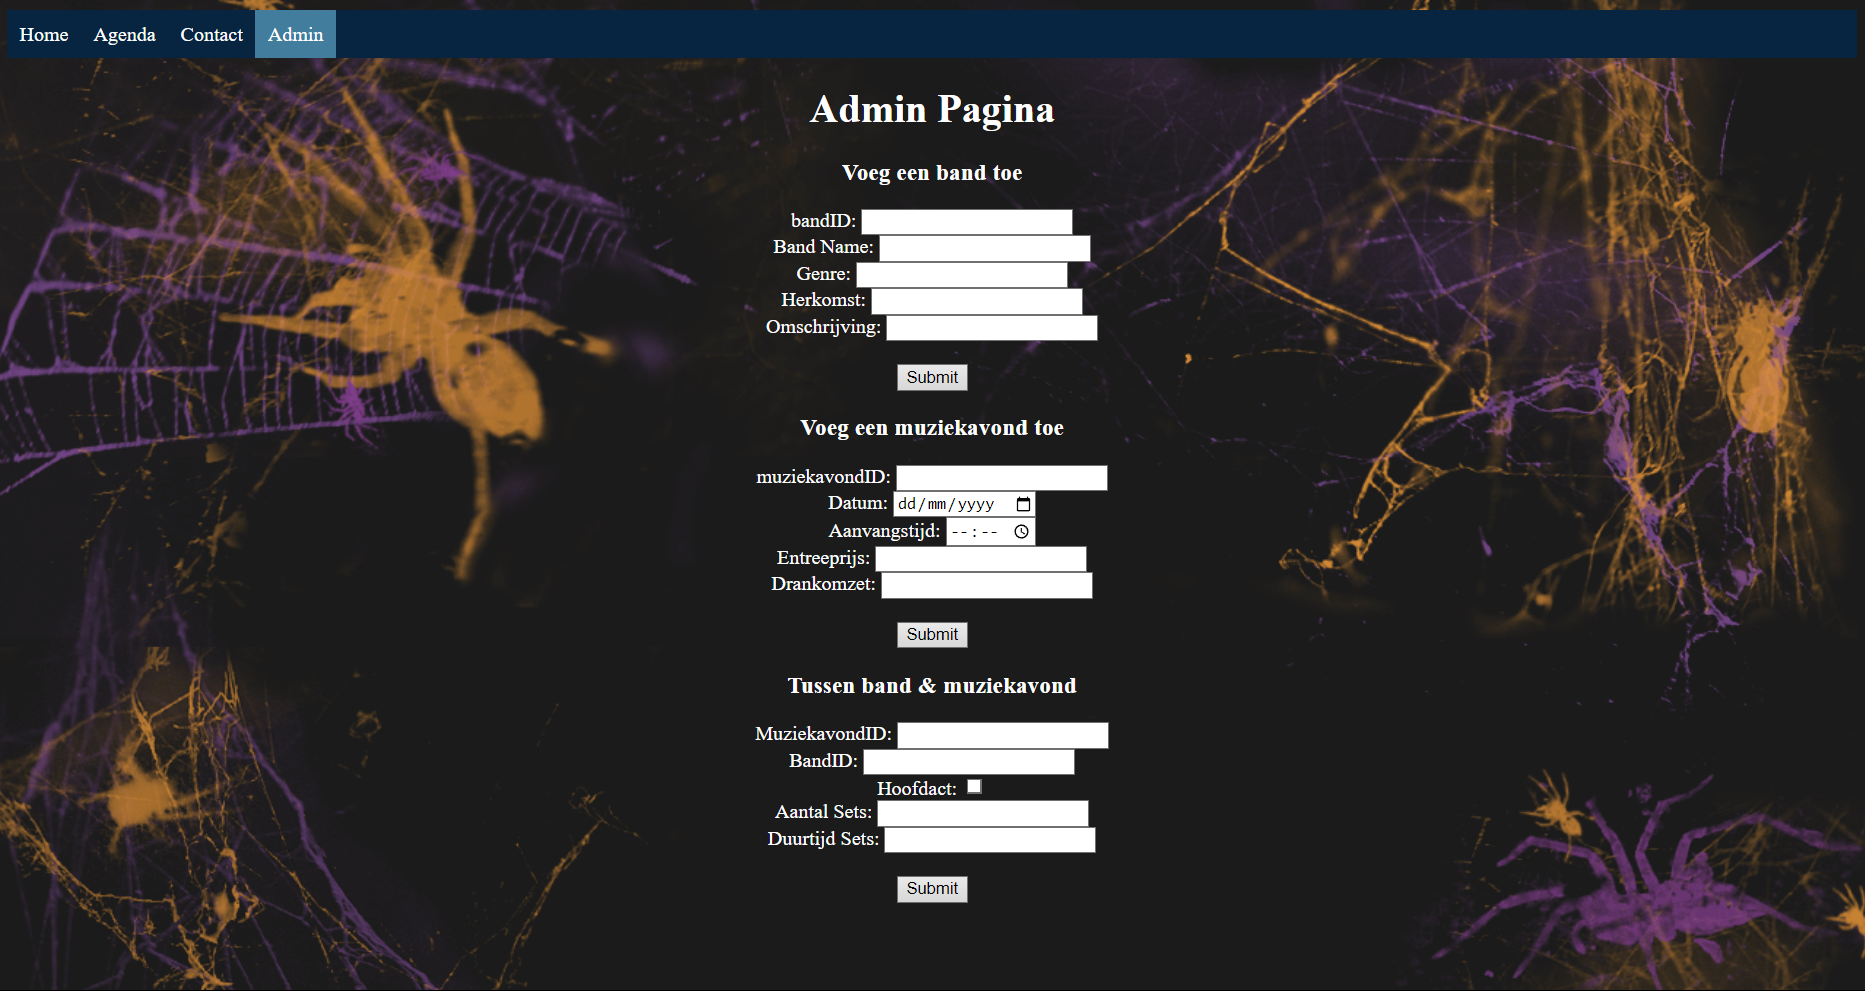 Home Agenda Contact Admin
Admin Pagina
Voeg een band toe
bandID:
Band Name:
Genre:
Herkomst:
Omschrijving:
Submit
Voeg een muziekavond toe
muziekavondID:
Datum: dd/mm/yyyy
Aanvangstijd: --:--
Entreeprijs:
Drankomzet:
Submit
Tussen band & muziekavond
MuziekavondID:
BandID:
Hoofdact:
Aantal Sets:
Duurtijd Sets:
Submit